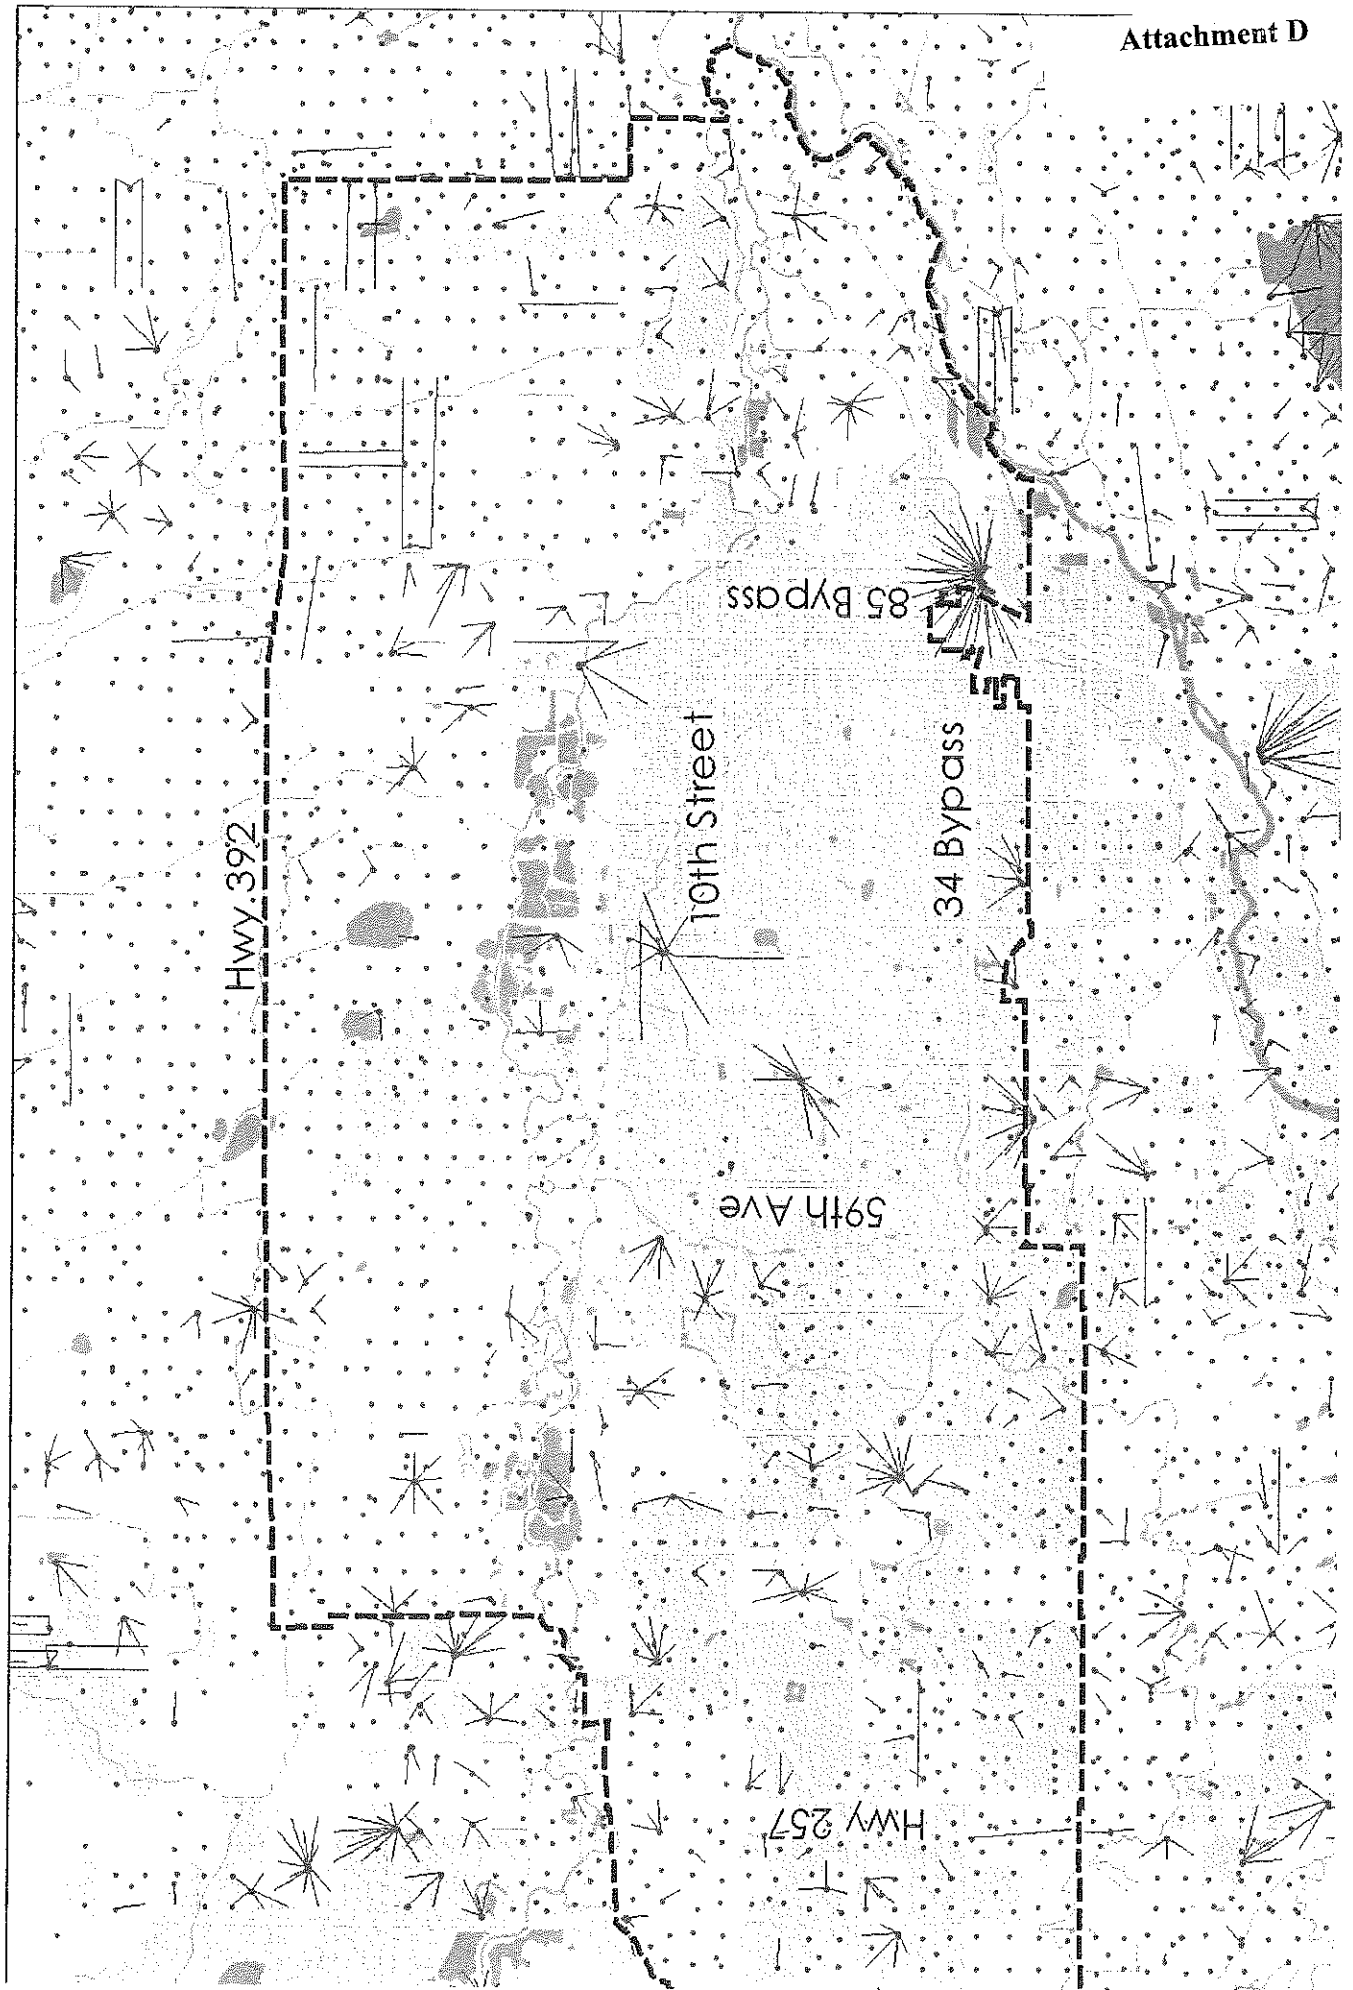 Attachment D
85 Bypass
10th Street
34 Bypass
Hwy.392
59th Ave
Hwy 257